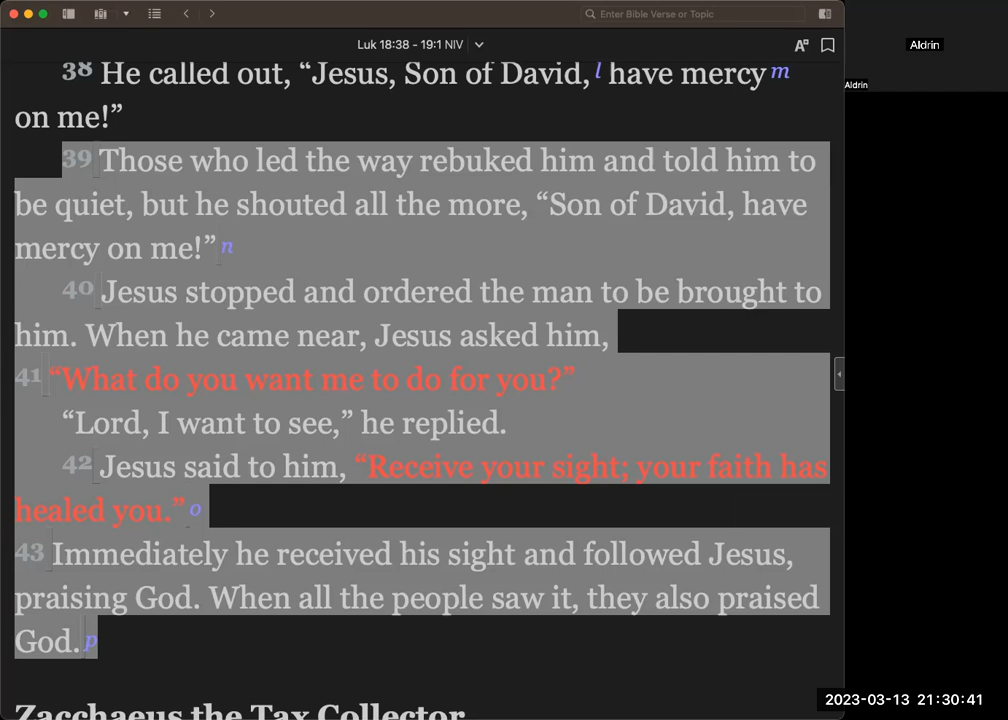 Enter Bible Verse or Topic
Luk 18:38 - 19:1 NIV
Aldrin
Aldrin
38 He called out, “Jesus, Son of David, l have mercy m
on me!”
39 Those who led the way rebuked him and told him to
be quiet, but he shouted all the more, “Son of David, have
mercy on me!” n
40 Jesus stopped and ordered the man to be brought to
him. When he came near, Jesus asked him,
41 “What do you want me to do for you?”
“Lord, I want to see,” he replied.
42 Jesus said to him, “Receive your sight; your faith has
healed you.” o
43 Immediately he received his sight and followed Jesus,
praising God. When all the people saw it, they also praised
God. p
Zacchaeus the Tax Collector
2023-03-13 21:30:41